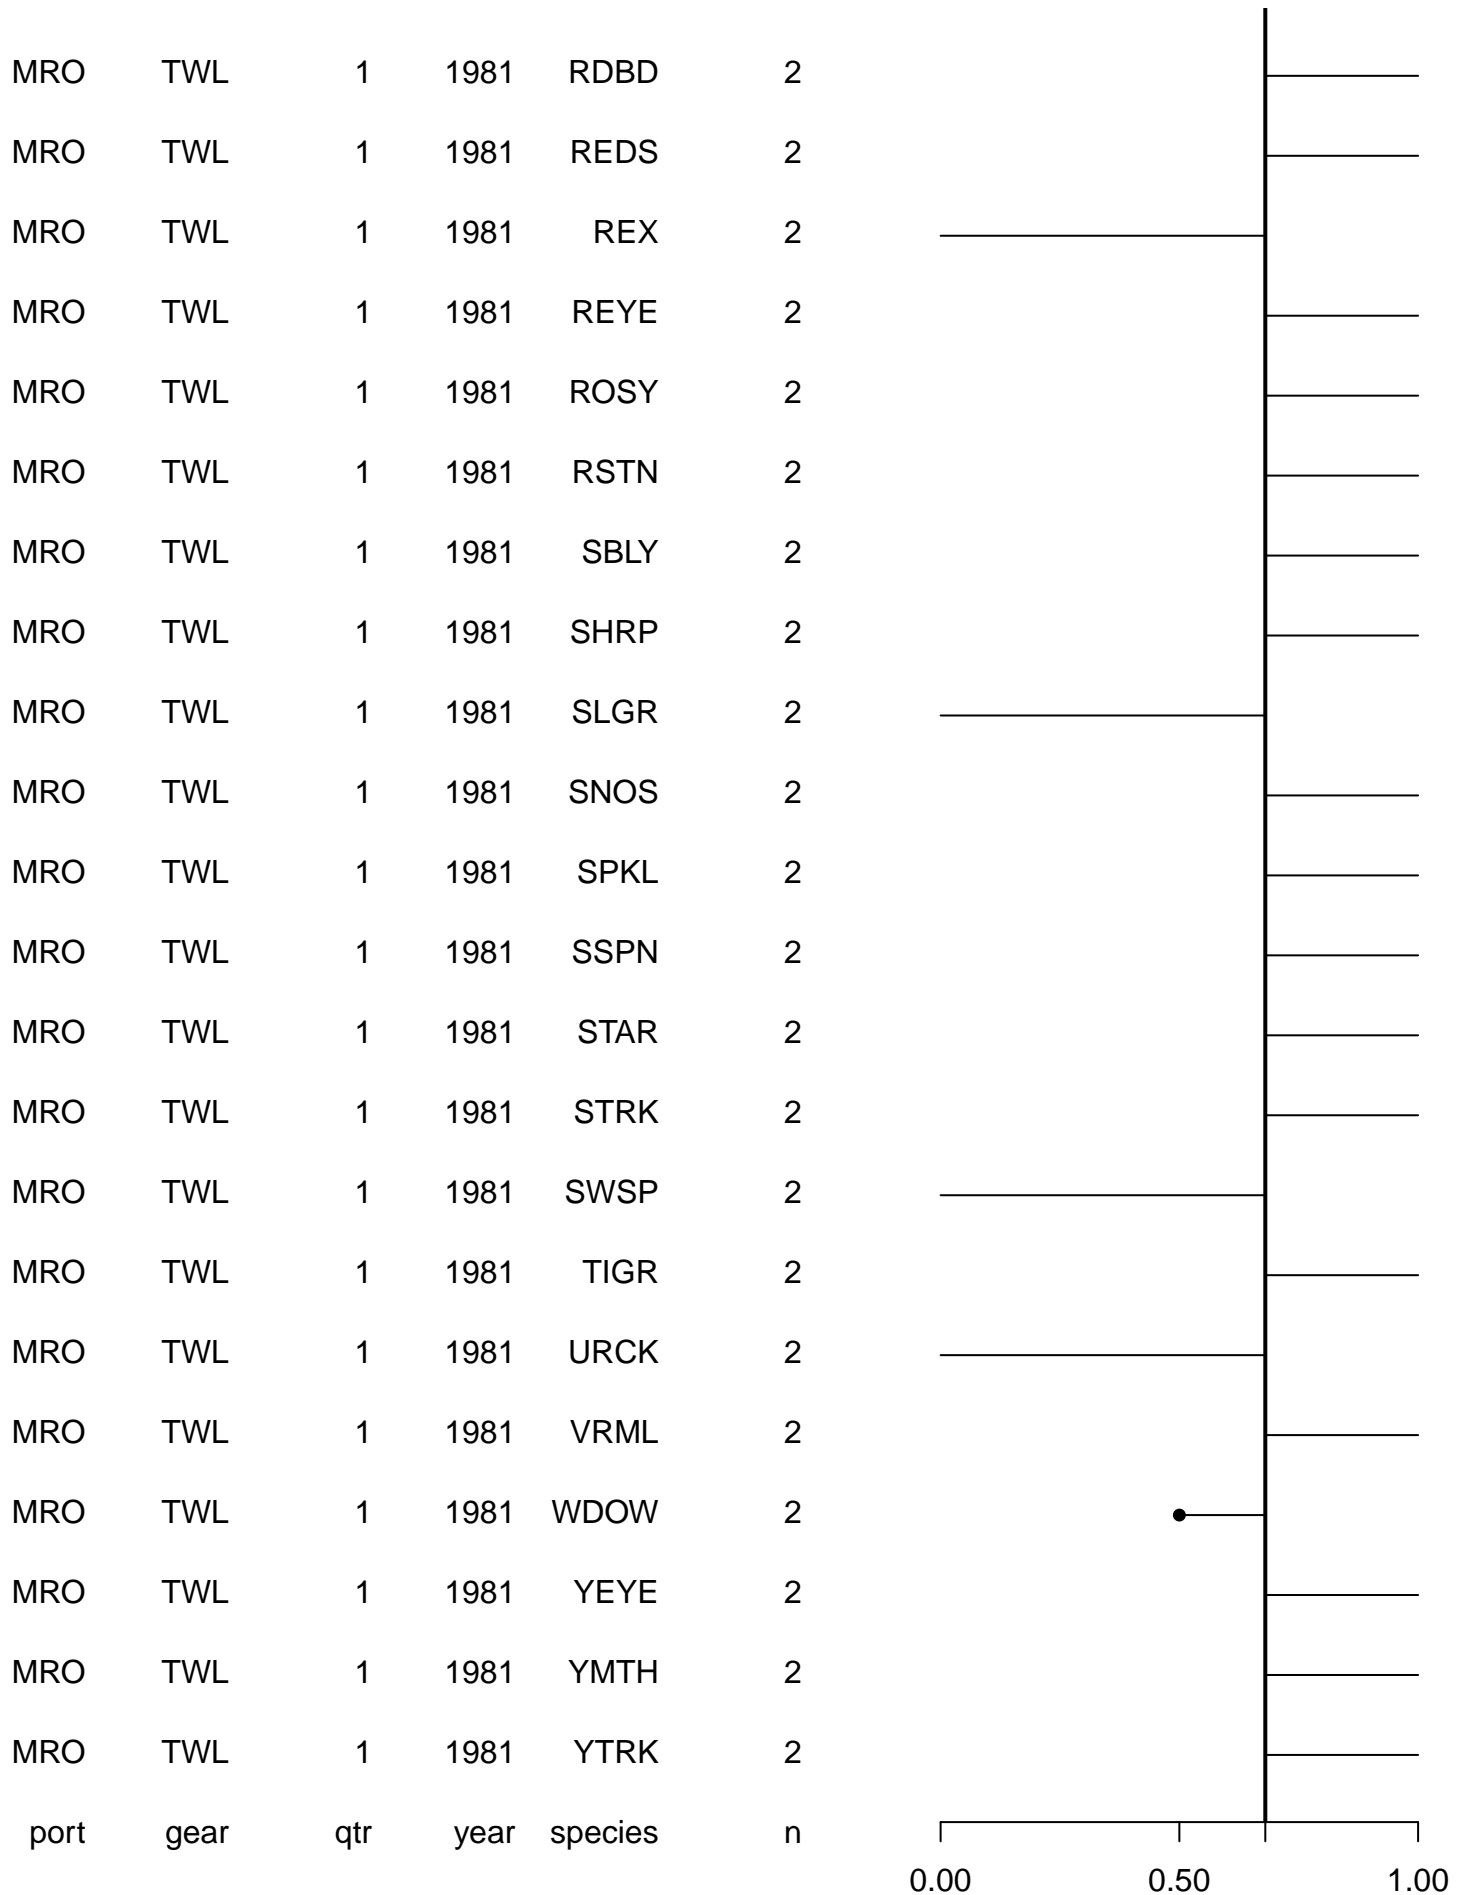 MRO TWL 1 1981 RDBD 2
MRO TWL 1 1981 REDS 2
MRO TWL 1 1981 REX 2
MRO TWL 1 1981 REYE 2
MRO TWL 1 1981 ROSY 2
MRO TWL 1 1981 RSTN 2
MRO TWL 1 1981 SBLY 2
MRO TWL 1 1981 SHRP 2
MRO TWL 1 1981 SLGR 2
MRO TWL 1 1981 SNOS 2
MRO TWL 1 1981 SPKL 2
MRO TWL 1 1981 SSPN 2
MRO TWL 1 1981 STAR 2
MRO TWL 1 1981 STRK 2
MRO TWL 1 1981 SWSP 2
MRO TWL 1 1981 TIGR 2
MRO TWL 1 1981 URCK 2
MRO TWL 1 1981 VRML 2
MRO TWL 1 1981 WDOW 2
MRO TWL 1 1981 YEYE 2
MRO TWL 1 1981 YMTH 2
MRO TWL 1 1981 YTRK 2
port gear qtr year species n
0.00 0.50 1.00